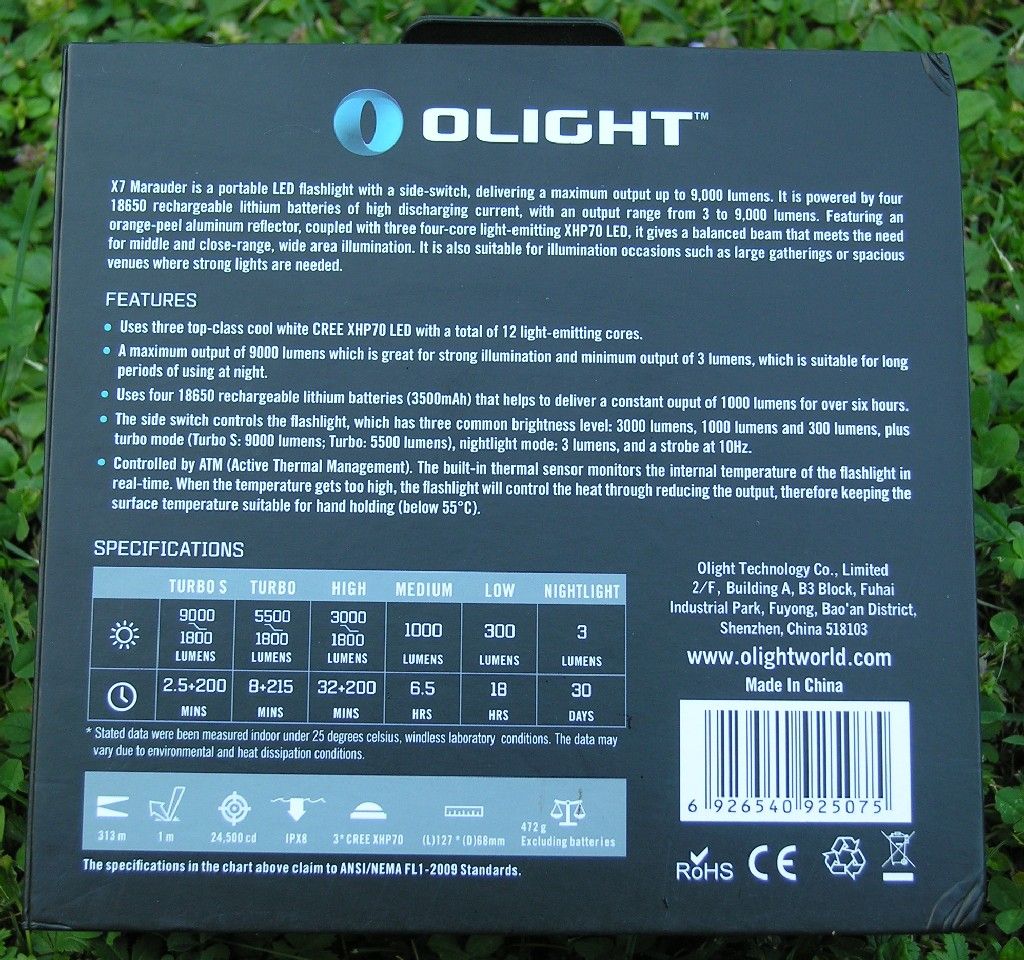 OLIGHT™
X7 Marauder is a portable LED flashlight with a side-switch, delivering a maximum output up to 9,000 lumens. It is powered by four
18650 rechargeable lithium batteries of high discharging current, with an output range from 3 to 9,000 lumens. Featuring an
orange-peel aluminum reflector, coupled with three four-core light-emitting XHP70 LED, it gives a balanced beam that meets the need
for middle and close-range, wide area illumination. It is also suitable for illumination occasions such as large gatherings or spacious
venues where strong lights are needed.
FEATURES
• Uses three top-class cool white CREE XHP70 LED with a total of 12 light-emitting cores.
• A maximum output of 9000 lumens which is great for strong illumination and minimum output of 3 lumens, which is suitable for long
periods of using at night.
• Uses four 18650 rechargeable lithium batteries (3500mAh) that helps to deliver a constant ouput of 1000 lumens for over six hours.
• The side switch controls the flashlight, which has three common brightness level: 3000 lumens, 1000 lumens and 300 lumens, plus
turbo mode (Turbo S: 9000 lumens; Turbo: 5500 lumens), nightlight mode: 3 lumens, and a strobe at 10Hz.
• Controlled by ATM (Active Thermal Management). The built-in thermal sensor monitors the internal temperature of the flashlight in
real-time. When the temperature gets too high, the flashlight will control the heat through reducing the output, therefore keeping the
surface temperature suitable for hand holding (below 55°C).
SPECIFICATIONS
TURBO S TURBO HIGH MEDIUM LOW NIGHTLIGHT
9000 5500 3000
1800 1800 1800 1000 300 3
LUMENS LUMENS LUMENS LUMENS LUMENS LUMENS
2.5+200 8+215 32+200 6.5 18 30
MINS MINS MINS HRS HRS DAYS
* Stated data were been measured indoor under 25 degrees celsius, windless laboratory conditions. The data may
vary due to environmental and heat dissipation conditions.
313 m 1 m 24,500 cd IPX8 3*CREE XHP70 (L)127 * (D)68mm 472 g
Excluding batteries
The specifications in the chart above claim to ANSI/NEMA FL1-2009 Standards.
Olight Technology Co., Limited
2/F, Building A, B3 Block, Fuhai
Industrial Park, Fuyong, Bao'an District,
Shenzhen, China 518103
www.olightworld.com
Made In China
6 926540 925075
RoHS CE